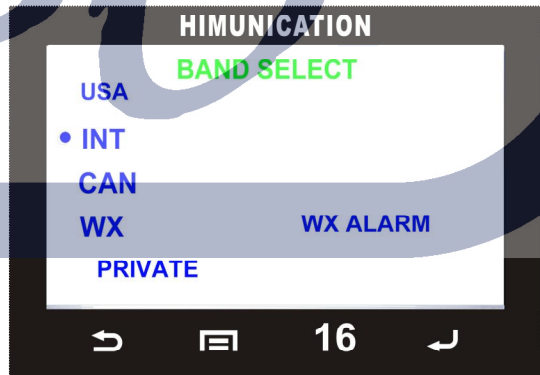 HIMUNICATION
BAND SELECT
USA
• INT
CAN
WX WX ALARM
PRIVATE
16